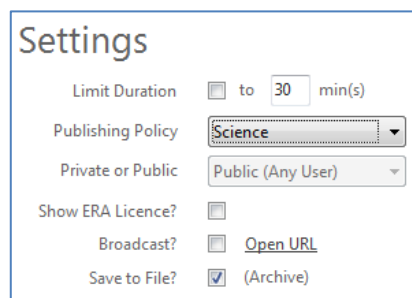 Settings
Limit Duration to 30 min(s)
Publishing Policy Science
Private or Public Public (Any User)
Show ERA Licence?
Broadcast? Open URL
Save to File? (Archive)